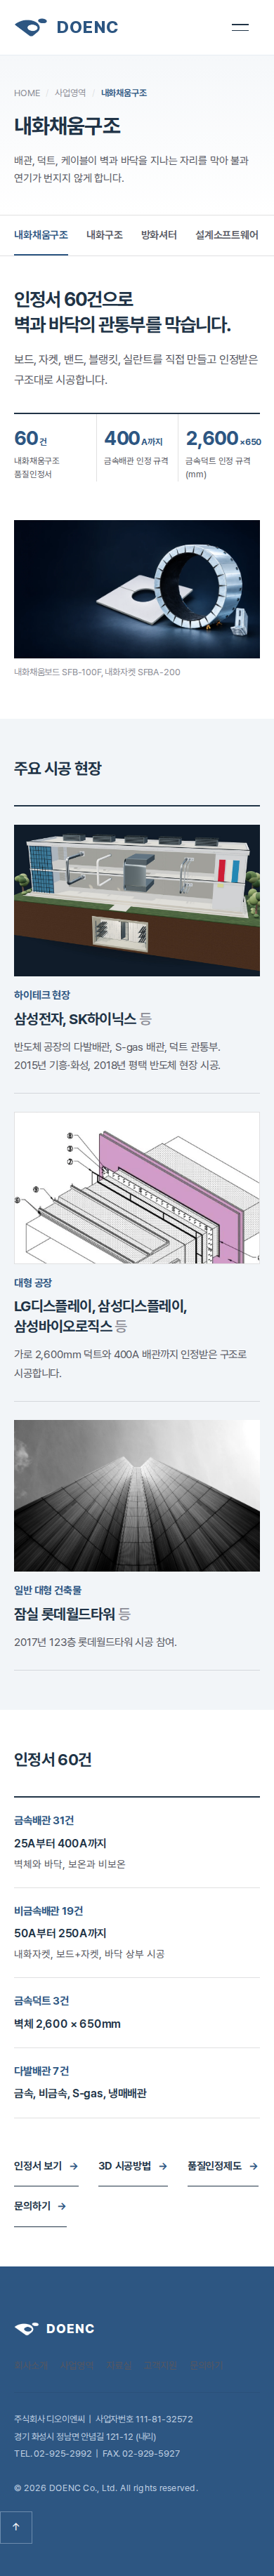 DOENC
HOME / 사업영역 / 내화채움구조
내화채움구조
배관, 덕트, 케이블이 벽과 바닥을 지나는 자리를 막아 불과
연기가 번지지 않게 합니다.
내화채움구조 내화구조 방화셔터 설계소프트웨어
인정서 60건으로
벽과 바닥의 관통부를 막습니다.
보드, 자켓, 밴드, 블랭킷, 실란트를 직접 만들고 인정받은
구조대로 시공합니다.
60건 400A까지 2,600×650
내화채움구조 금속배관 인정 규격 금속덕트 인정 규격
품질인정서 (mm)
내화채움보드 SFB-100F, 내화자켓 SFBA-200
주요 시공 현장
하이테크 현장
삼성전자, SK하이닉스 등
반도체 공장의 다발배관, S-gas 배관, 덕트 관통부.
2015년 기흥·화성, 2018년 평택 반도체 현장 시공.
대형 공장
LG디스플레이, 삼성디스플레이,
삼성바이오로직스 등
가로 2,600mm 덕트와 400A 배관까지 인정받은 구조로
시공합니다.
일반 대형 건축물
잠실 롯데월드타워 등
2017년 123층 롯데월드타워 시공 참여.
인정서 60건
금속배관 31건
25A부터 400A까지
벽체와 바닥, 보온과 비보온
비금속배관 19건
50A부터 250A까지
내화자켓, 보드+자켓, 바닥 상부 시공
금속덕트 3건
벽체 2,600 × 650mm
다발배관 7건
금속, 비금속, S-gas, 냉매배관
인정서 보기 → 3D 시공방법 → 품질인정제도 →
문의하기 →
DOENC
주식회사 디오이엔씨 | 사업자번호 111-81-32572
경기 화성시 정남면 안녕길 121-12 (내리)
TEL. 02-925-2992 | FAX. 02-929-5927
© 2026 DOENC Co., Ltd. All rights reserved.
↑